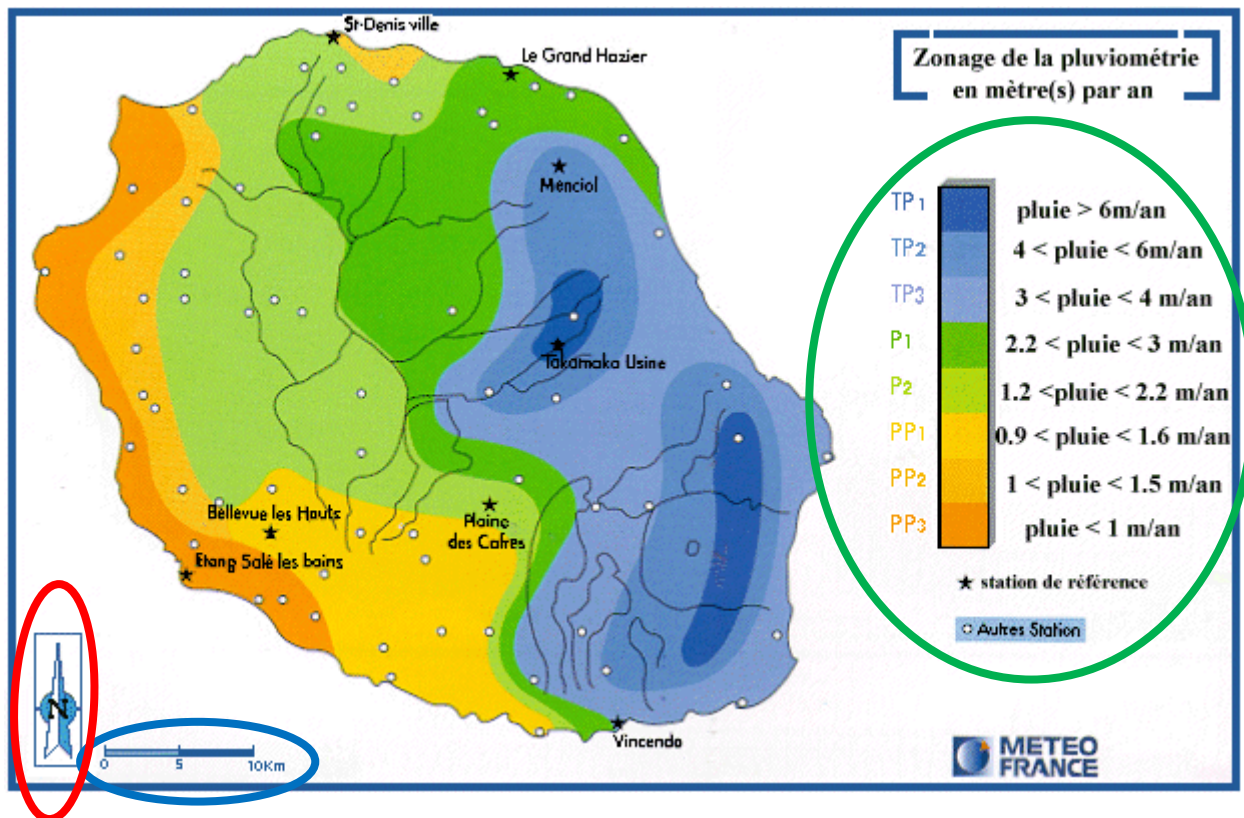 St-Denis ville
Le Grand Hazier
Zonage de la pluviométrie
en mètre(s) par an
Menciol
TP1 pluie > 6m/an
TP2 4 < pluie < 6m/an
TP3 3 < pluie < 4 m/an
P1 2.2 < pluie < 3 m/an
P2 1.2 <pluie < 2.2 m/an
PP1 0.9 < pluie < 1.6 m/an
PP2 1 < pluie < 1.5 m/an
PP3 pluie < 1 m/an
Takamaka Usine
Bellevue les Hauts
Plaine
des Cafres
Etang Salé les bains
station de référence
Autres Station
N
0 5 10Km
Vincendo
METEO
FRANCE